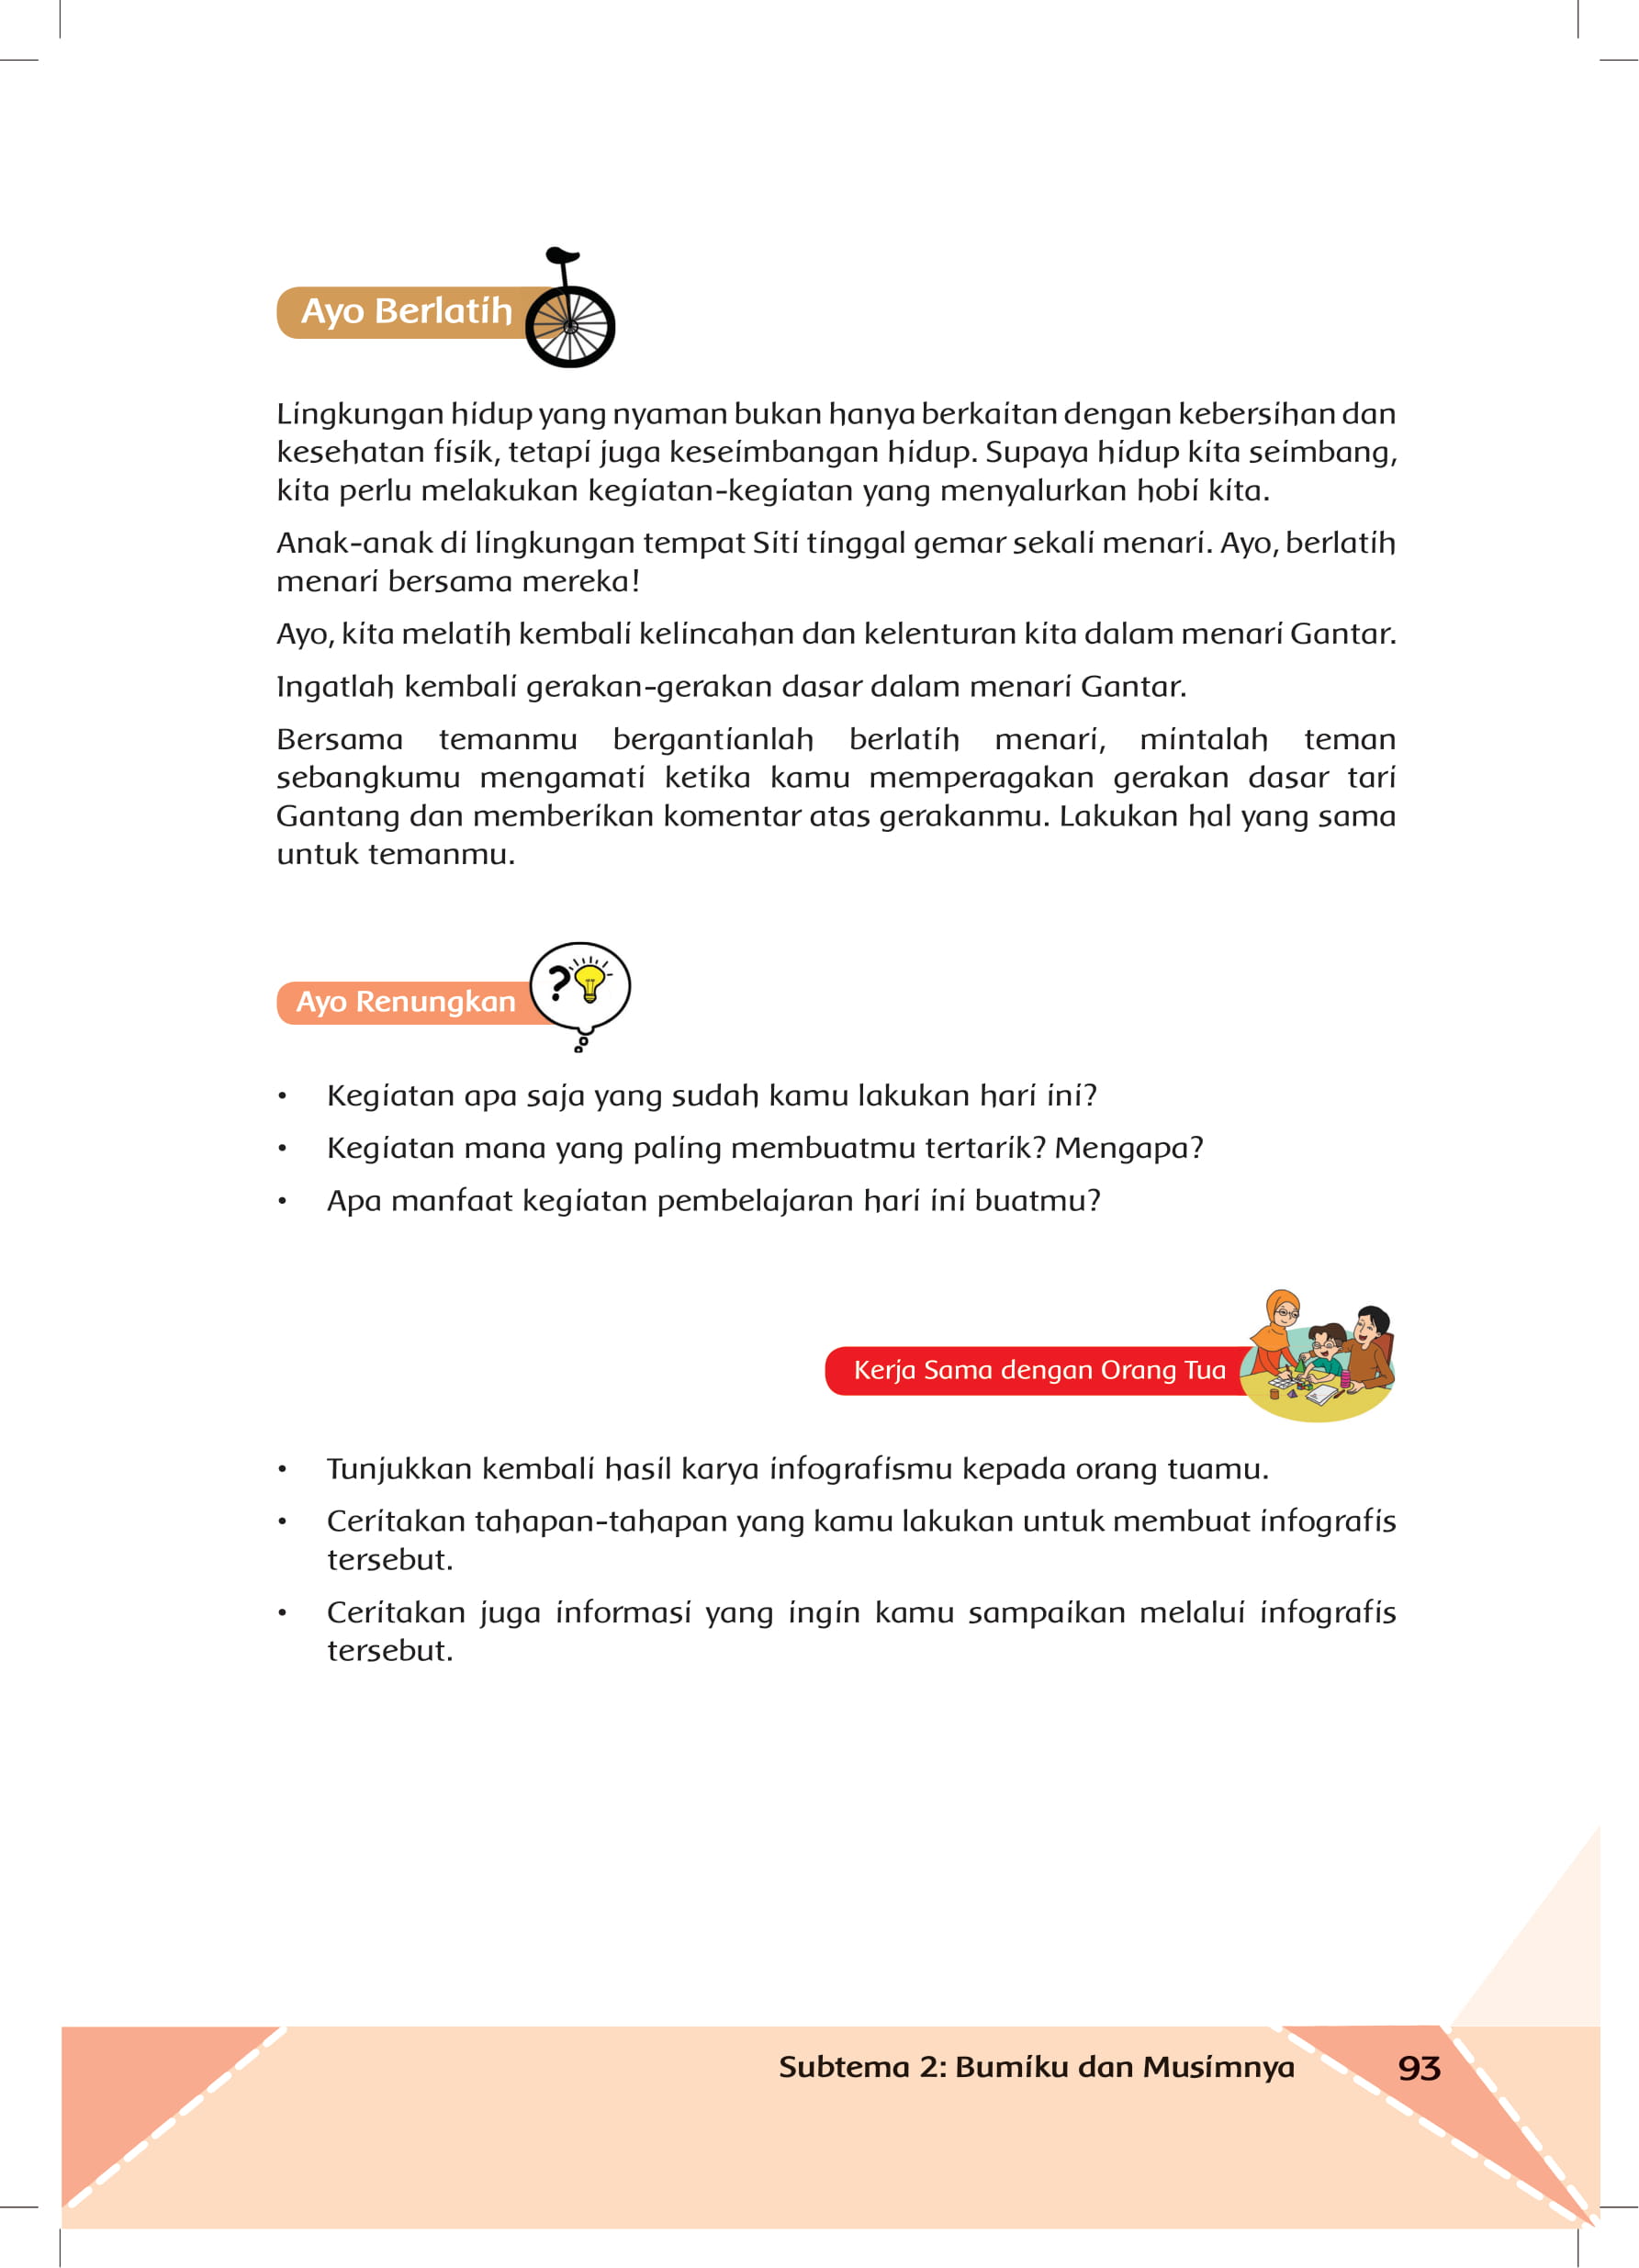 Ayo Berlatih
Lingkungan hidup yang nyaman bukan hanya berkaitan dengan kebersihan dan
kesehatan fisik, tetapi juga keseimbangan hidup. Supaya hidup kita seimbang,
kita perlu melakukan kegiatan-kegiatan yang menyalurkan hobi kita.
Anak-anak di lingkungan tempat Siti tinggal gemar sekali menari. Ayo, berlatih
menari bersama mereka!
Ayo, kita melatih kembali kelincahan dan kelenturan kita dalam menari Gantar.
Ingatlah kembali gerakan-gerakan dasar dalam menari Gantar.
Bersama temanmu bergantianlah berlatih menari, mintalah teman
sebangkumu mengamati ketika kamu memperagakan gerakan dasar tari
Gantang dan memberikan komentar atas gerakanmu. Lakukan hal yang sama
untuk temanmu.
Ayo Renungkan
?
• Kegiatan apa saja yang sudah kamu lakukan hari ini?
• Kegiatan mana yang paling membuatmu tertarik? Mengapa?
• Apa manfaat kegiatan pembelajaran hari ini buatmu?
Kerja Sama dengan Orang Tua
• Tunjukkan kembali hasil karya infografismu kepada orang tuamu.
• Ceritakan tahapan-tahapan yang kamu lakukan untuk membuat infografis
tersebut.
• Ceritakan juga informasi yang ingin kamu sampaikan melalui infografis
tersebut.
Subtema 2: Bumiku dan Musimnya 93